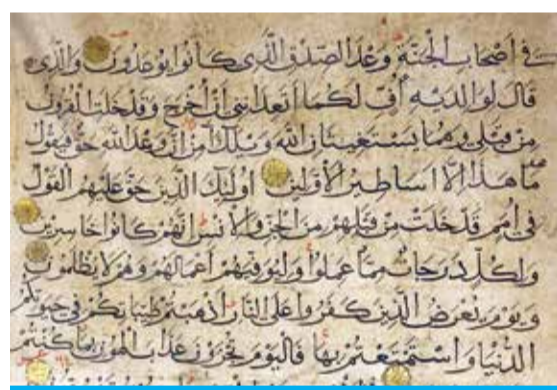 في أصحاب الجنة وعد الصدق الذي كانوا يوعدون والذي
قال لوالديه أف لكما أتعدانني أن أخرج وقد خلت القرون
من قبلي وهما يستغيثان الله ويلك آمن إن وعد الله حق فيقول
ما هذا إلا أساطير الأولين أولئك الذين حق عليهم القول
في أمم قد خلت من قبلهم من الجن والإنس إنهم كانوا خاسرين
ولكل درجات مما عملوا وليوفيهم أعمالهم وهم لا يظلمون
ويوم يعرض الذين كفروا على النار أذهبتم طيباتكم في حيوتكم
الدنيا واستمتعتم بها فاليوم تجزون عذاب الهون بما كنتم